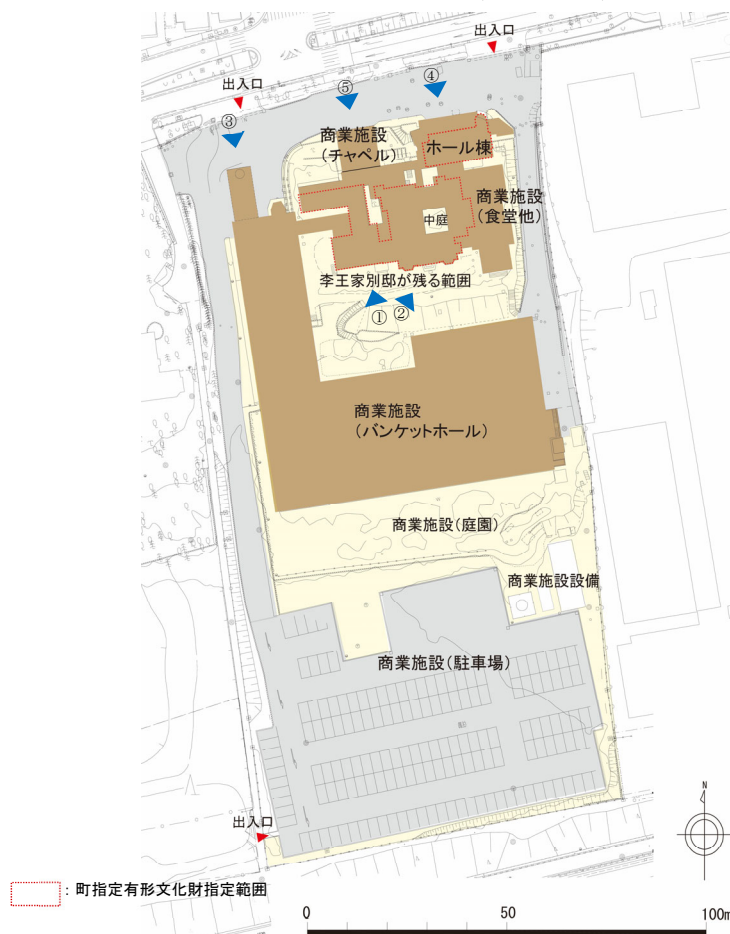 出入口
出入口
⑤
④
③
商業施設
(チャペル)
ホール棟
商業施設
(食堂他)
中庭
李王家別邸が残る範囲
①
②
商業施設
(バンケットホール)
商業施設(庭園)
商業施設設備
商業施設(駐車場)
出入口
N
:町指定有形文化財指定範囲
0 50 100m